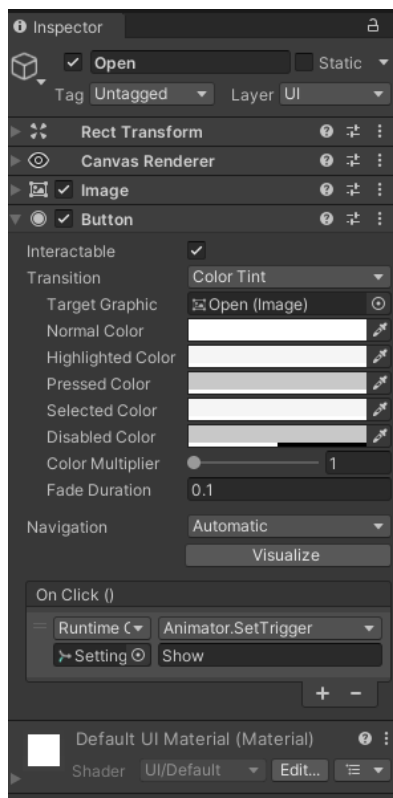 Inspector
Open Static
Tag Untagged Layer UI
Rect Transform
Canvas Renderer
Image
Button
Interactable
Transition Color Tint
Target Graphic Open (Image)
Normal Color
Highlighted Color
Pressed Color
Selected Color
Disabled Color
Color Multiplier 1
Fade Duration 0.1
Navigation Automatic
Visualize
On Click ()
Runtime ( Animator.SetTrigger
Setting Show
+ -
Default UI Material (Material)
Shader UI/Default Edit...